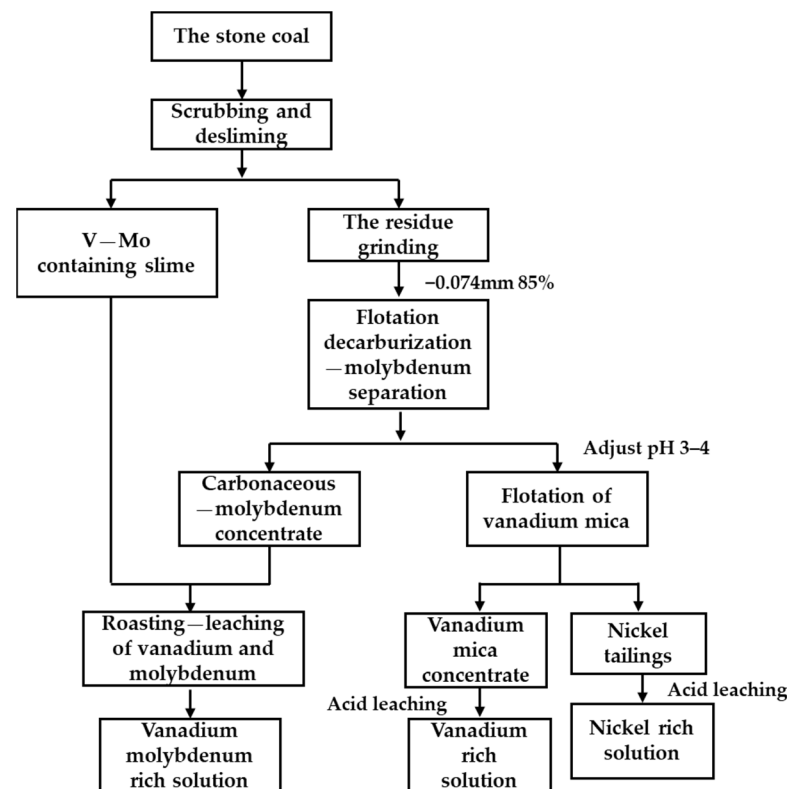 The stone coal
Scrubbing and
desliming
V—Mo
containing slime
The residue
grinding
−0.074mm 85%
Flotation
decarburization
—molybdenum
separation
Adjust pH 3–4
Carbonaceous
—molybdenum
concentrate
Flotation of
vanadium mica
Roasting—leaching
of vanadium and
molybdenum
Vanadium
mica
concentrate
Nickel
tailings
Acid leaching
Acid leaching
Vanadium
molybdenum
rich solution
Vanadium
rich
solution
Nickel rich
solution